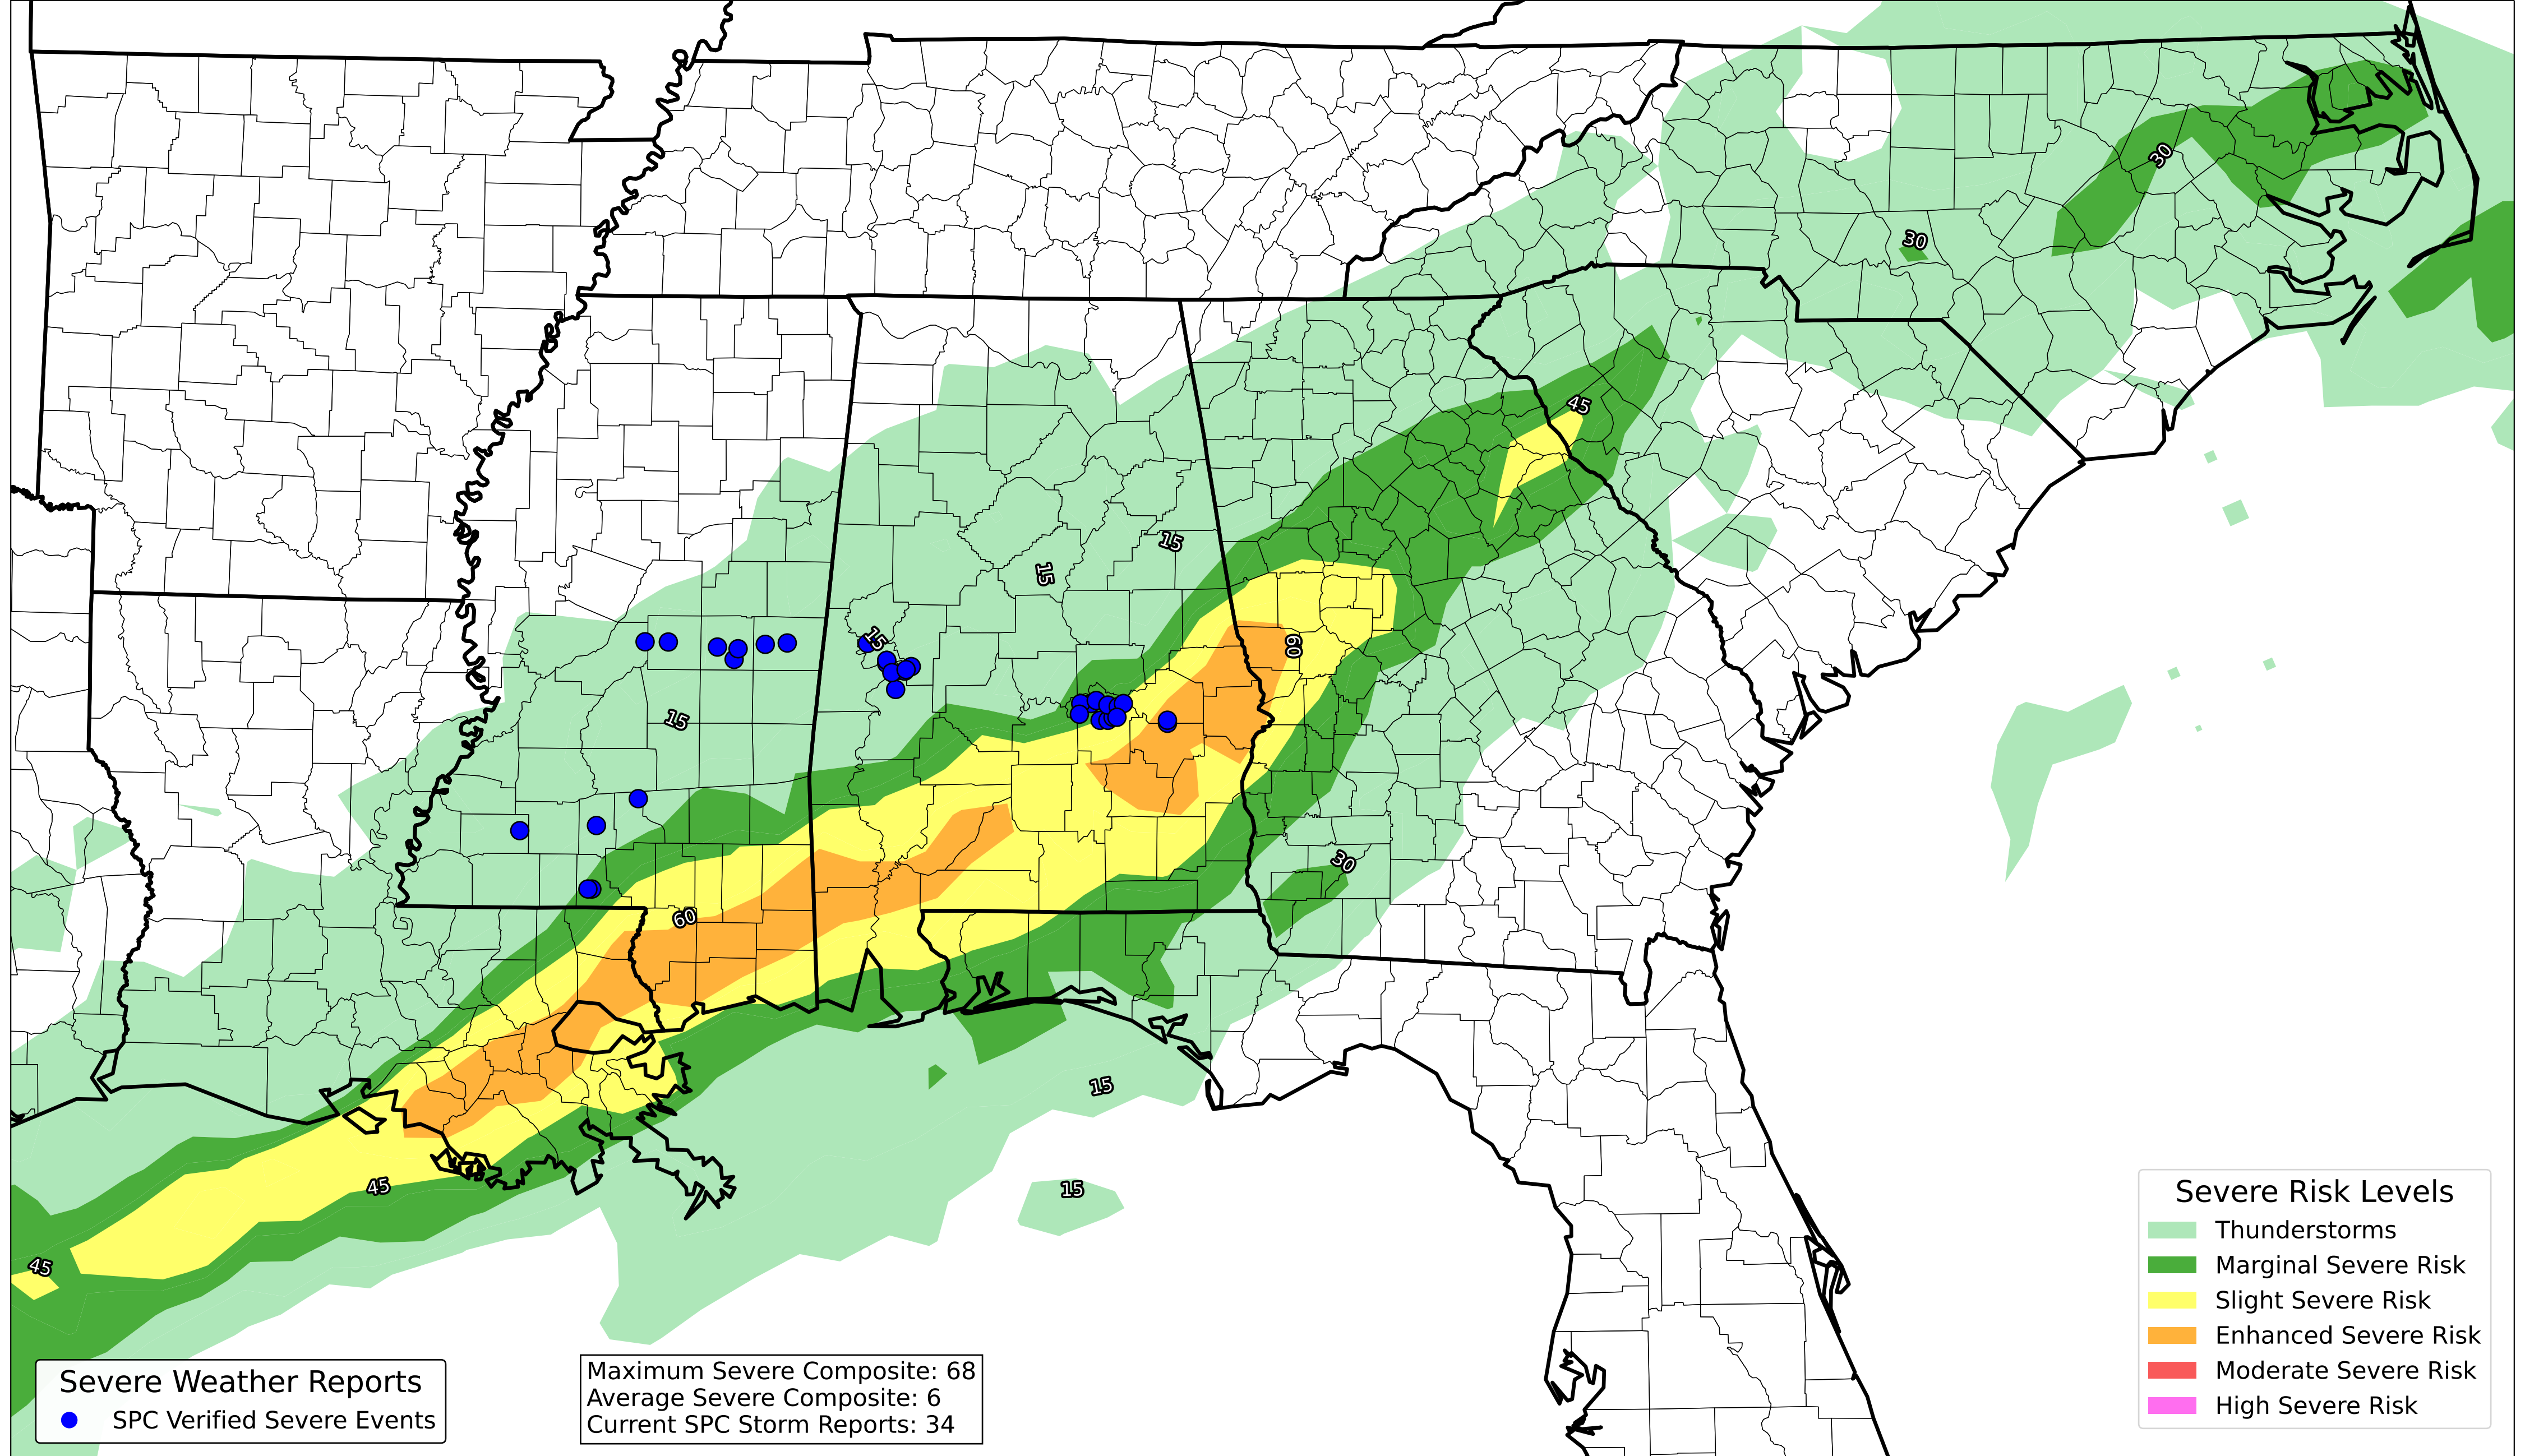 30
30
45
15
15
60
15
15
30
60
15
45
15
45
Severe Weather Reports
SPC Verified Severe Events
Maximum Severe Composite: 68
Average Severe Composite: 6
Current SPC Storm Reports: 34
Severe Risk Levels
Thunderstorms
Marginal Severe Risk
Slight Severe Risk
Enhanced Severe Risk
Moderate Severe Risk
High Severe Risk